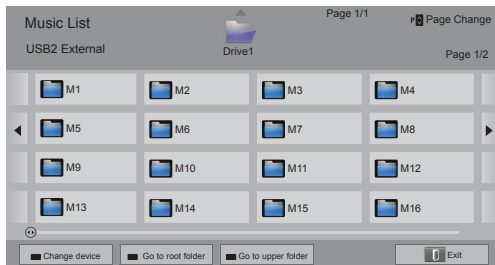 Music List
Page 1/1
P Page Change
USB2 External
Drive1
Page 1/2
M1
M2
M3
M4
M5
M6
M7
M8
M9
M10
M11
M12
M13
M14
M15
M16
Change device
Go to root folder
Go to upper folder
Exit